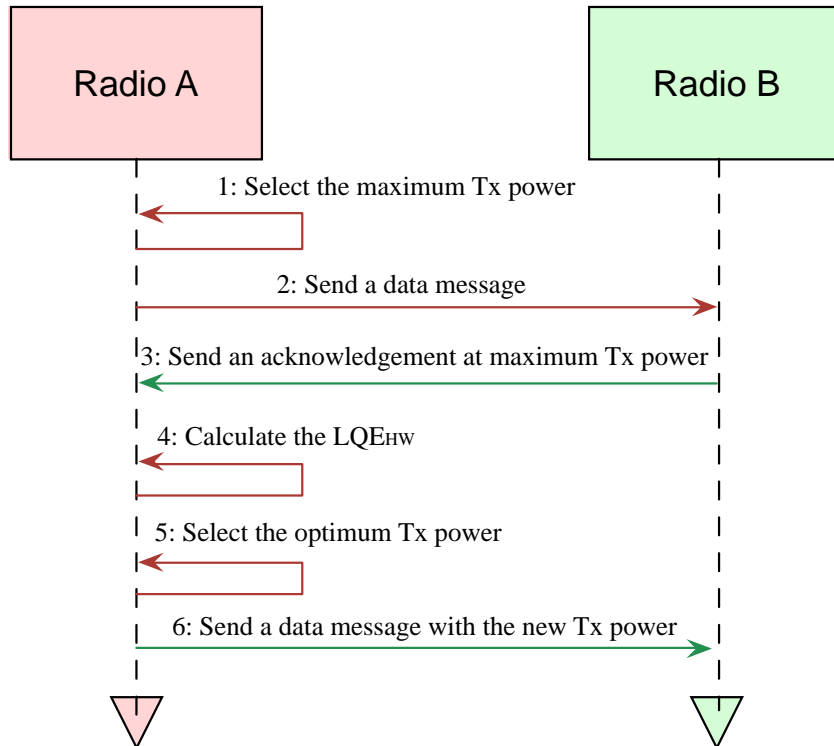 Radio A
Radio B
1: Select the maximum Tx power
2: Send a data message
3: Send an acknowledgement at maximum Tx power
4: Calculate the LQEHW
5: Select the optimum Tx power
6: Send a data message with the new Tx power